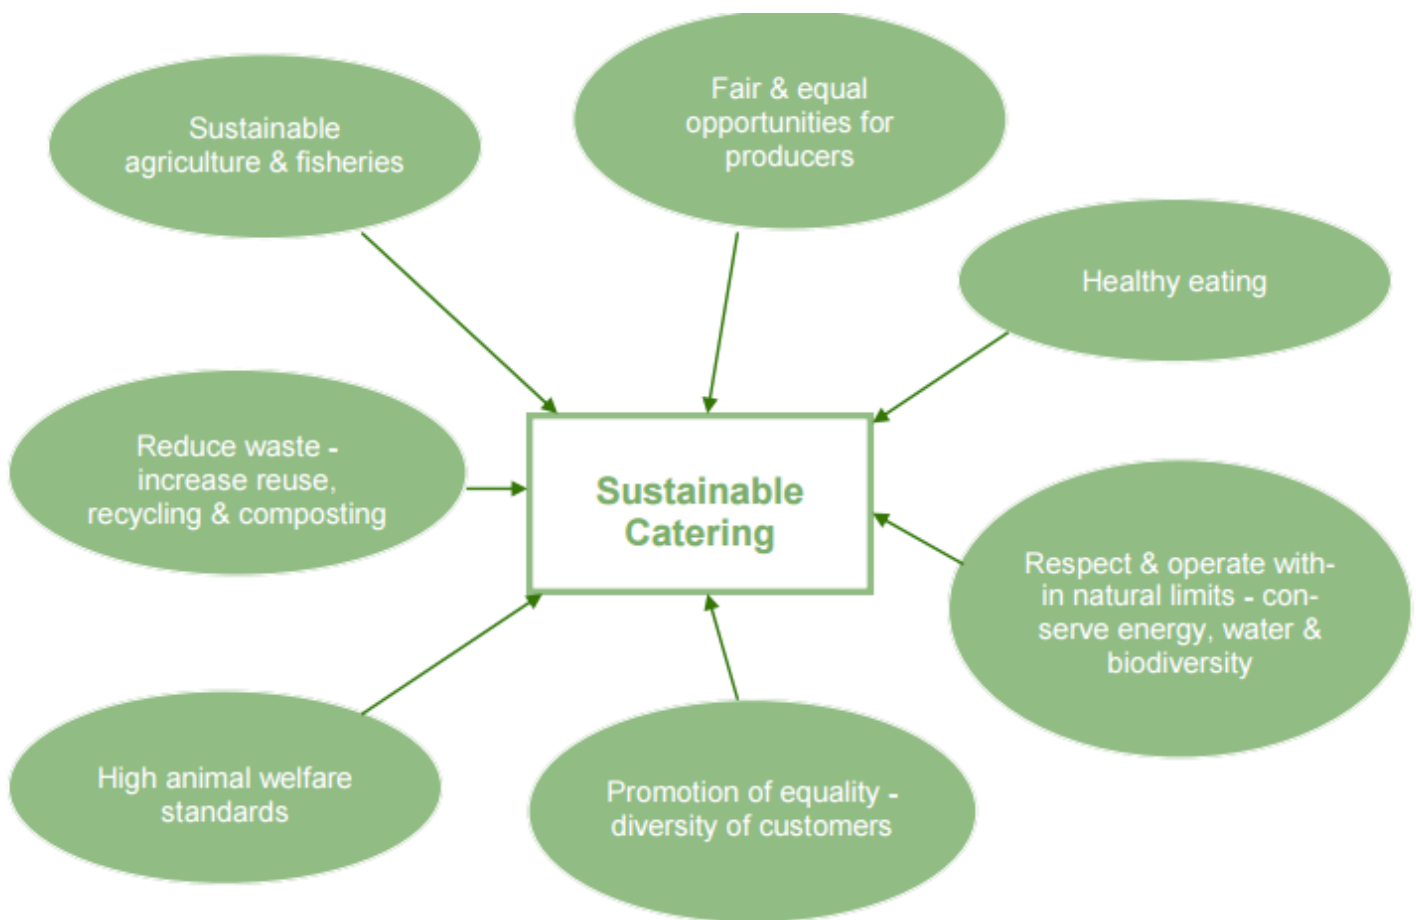 Fair & equal
opportunities for
producers
Sustainable
agriculture & fisheries
Healthy eating
Reduce waste -
increase reuse,
recycling & composting
Sustainable
Catering
Respect & operate with-
in natural limits - con-
serve energy, water &
biodiversity
High animal welfare
standards
Promotion of equality -
diversity of customers